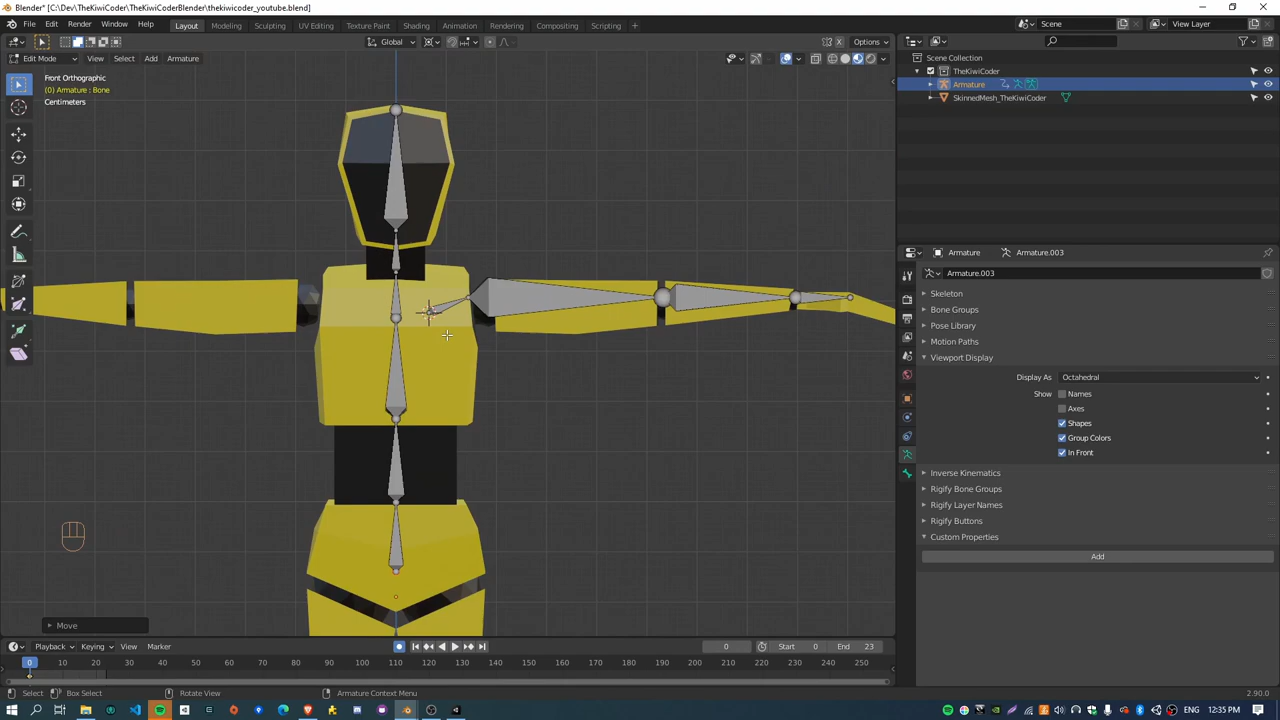 Blender* [C:\Dev\TheKiwiCoder\Blender\thekiwicoder_youtube.blend]
File Edit Render Window Help Layout Modeling Sculpting UV Editing Texture Paint Shading Animation Rendering Compositing Scripting + Scene View Layer
Global Options
Edit Mode View Select Add Armature
Front Orthographic
(0) Armature : Bone
Centimeters
Scene Collection
TheKiwiCoder
Armature
SkinnedMesh_TheKiwiCoder
Armature Armature.003
Armature.003
Skeleton
Bone Groups
Pose Library
Motion Paths
Viewport Display
Display As Octahedral
Show Names
Axes
Shapes
Group Colors
In Front
Inverse Kinematics
Rigify Bone Groups
Rigify Layer Names
Rigify Buttons
Custom Properties
Add
Move
Playback Keying View Marker 0 Start 0 End 23
0 10 20 30 40 50 60 70 80 90 100 110 120 130 140 150 160 170 180 190 200 210 220 230 240 250
Select Box Select Rotate View Armature Context Menu 2.90.0
ENG 12:35 PM